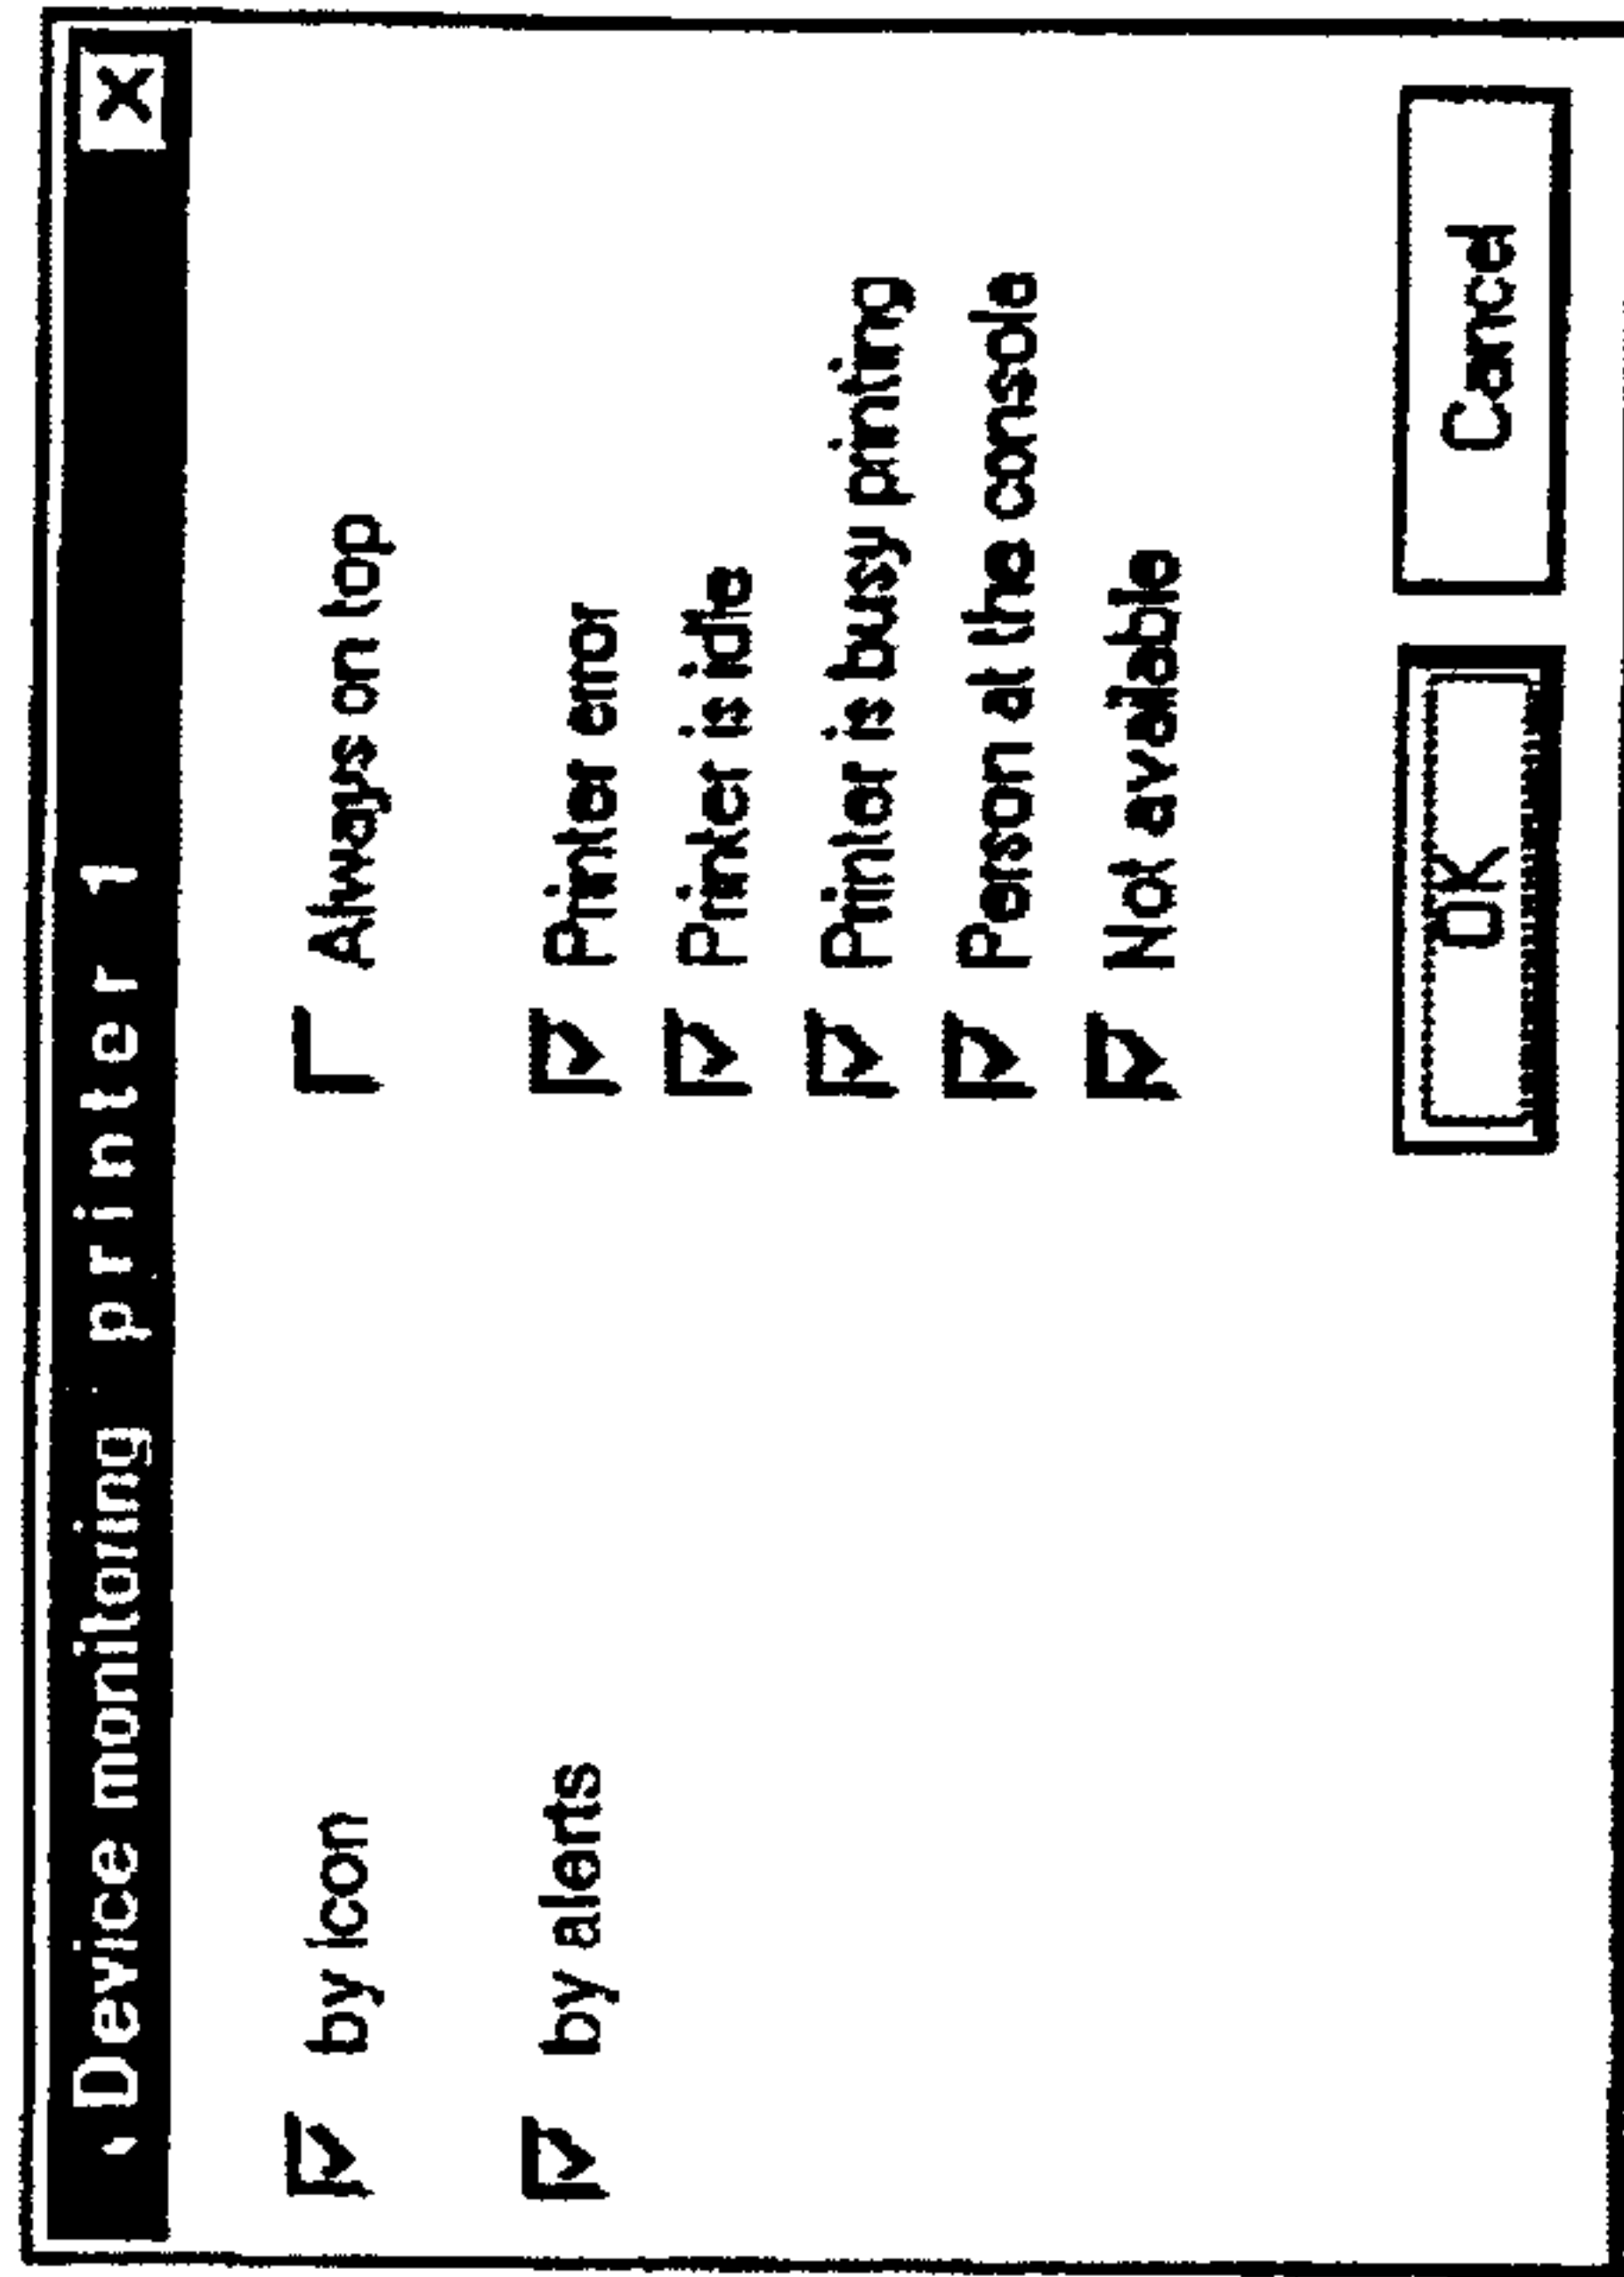 Device monitoring printer 1 X
by icon
Always on top
by alerts
Printer error
Printer is idle
Printer is busy printing
Person at the console
Not available
OK
Cancel